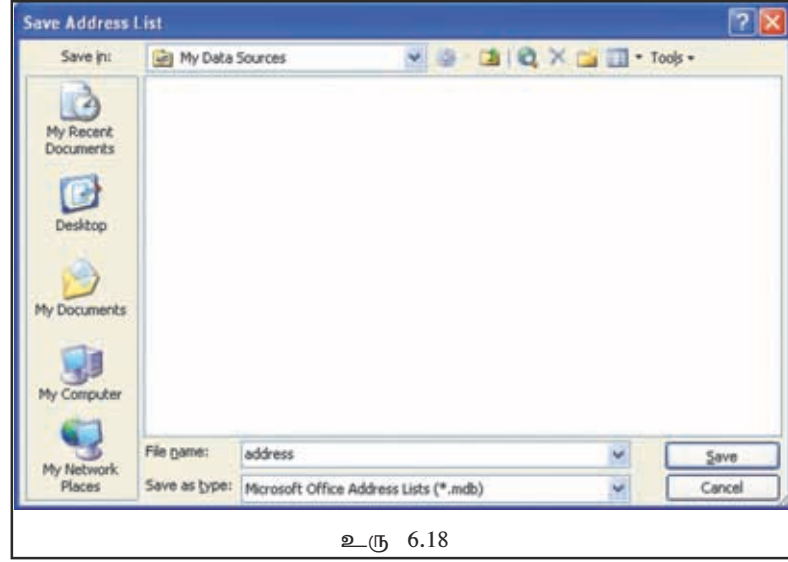 Save Address List
Save in: My Data Sources Tools
My Recent
Documents
Desktop
My Documents
My Computer
My Network
Places
File name: address Save
Save as type: Microsoft Office Address Lists (*.mdb) Cancel
உரு 6.18